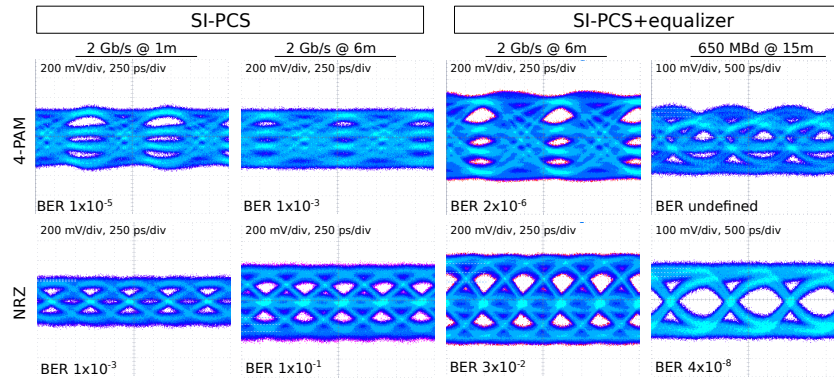 SI-PCS
SI-PCS+equalizer
2 Gb/s @ 1m
2 Gb/s @ 6m
2 Gb/s @ 6m
650 MBd @ 15m
4-PAM
200 mV/div, 250 ps/div
200 mV/div, 250 ps/div
200 mV/div, 250 ps/div
100 mV/div, 500 ps/div
BER 1x10⁻⁵
BER 1x10⁻³
BER 2x10⁻⁶
BER undefined
NRZ
200 mV/div, 250 ps/div
200 mV/div, 250 ps/div
200 mV/div, 250 ps/div
100 mV/div, 500 ps/div
BER 1x10⁻³
BER 1x10⁻¹
BER 3x10⁻²
BER 4x10⁻⁸